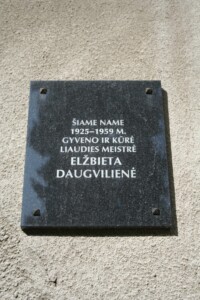 ŠIAME NAME
1925–1959 M.
GYVENO IR KŪRĖ
LIAUDIES MEISTRĖ
ELŽBIETA
DAUGVILIENĖ